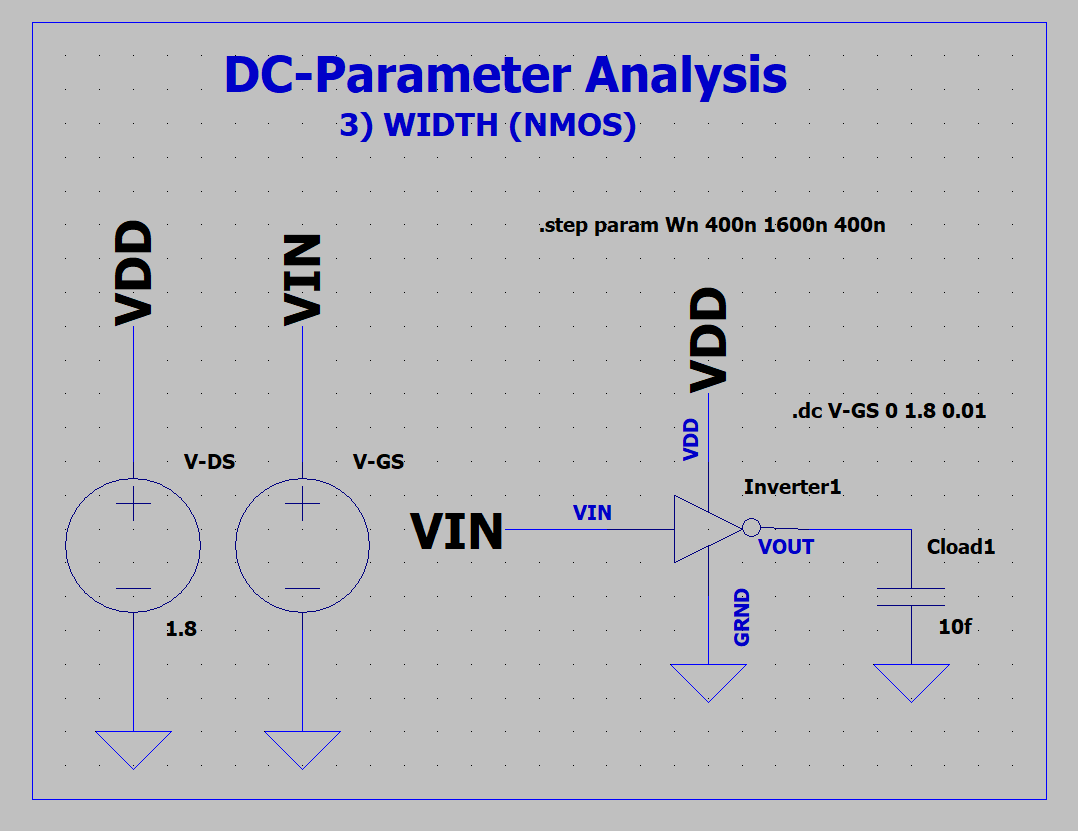 DC-Parameter Analysis
3) WIDTH (NMOS)
.step param Wn 400n 1600n 400n
VDD
VIN
VDD
.dc V-GS 0 1.8 0.01
VDD
V-DS
V-GS
Inverter1
VIN
VIN
VOUT
Cload1
GRND
1.8
10f